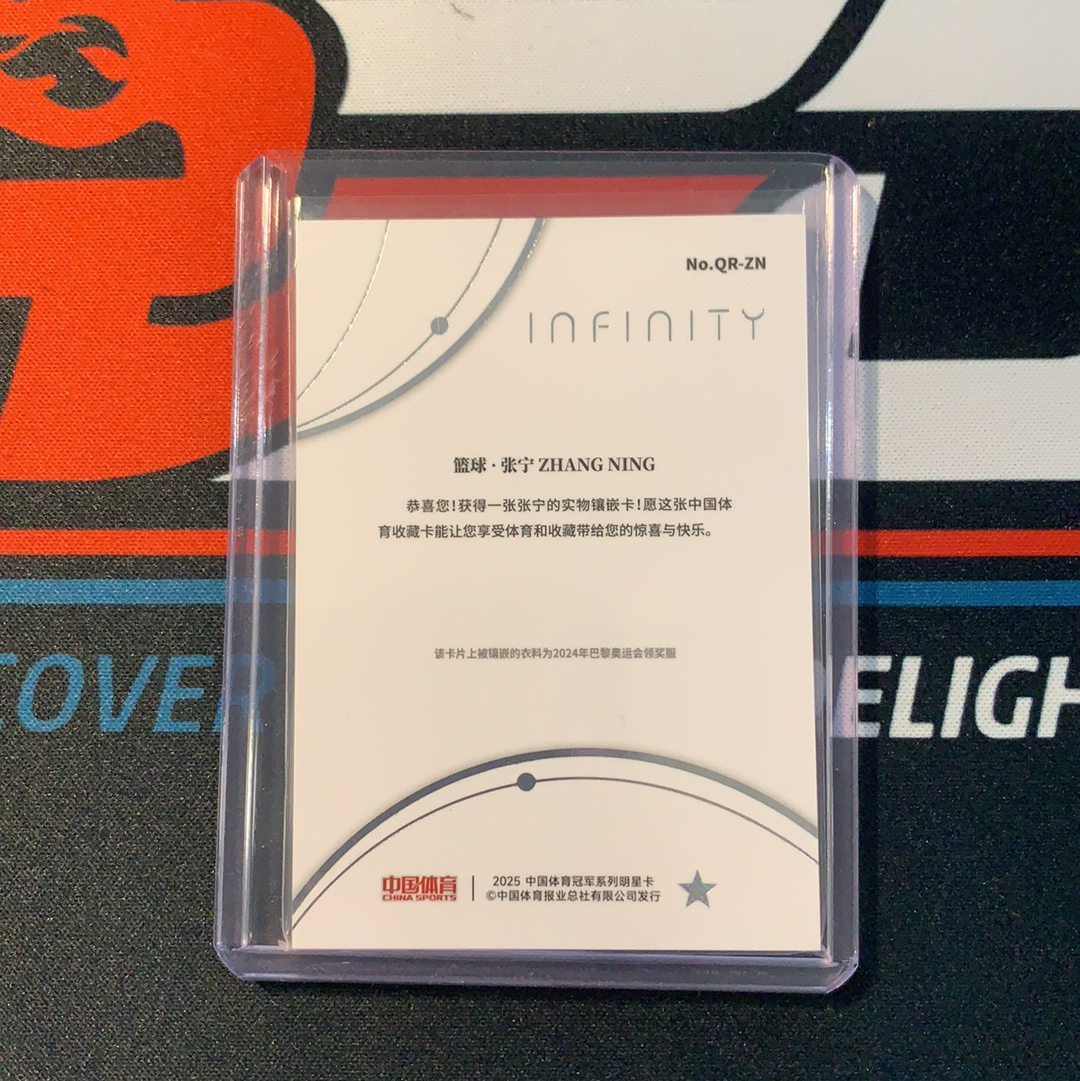 No.QR-ZN
INFINITY
篮球·张宁 ZHANG NING
恭喜您!获得一张张宁的实物镶嵌卡!愿这张中国体
育收藏卡能让您享受体育和收藏带给您的惊喜与快乐。
该卡片上被镶嵌的衣料为2024年巴黎奥运会领奖服
COVER
ELIGH
中国体育
CHINA SPORTS
2025 中国体育冠军系列明星卡
©中国体育报业总社有限公司发行